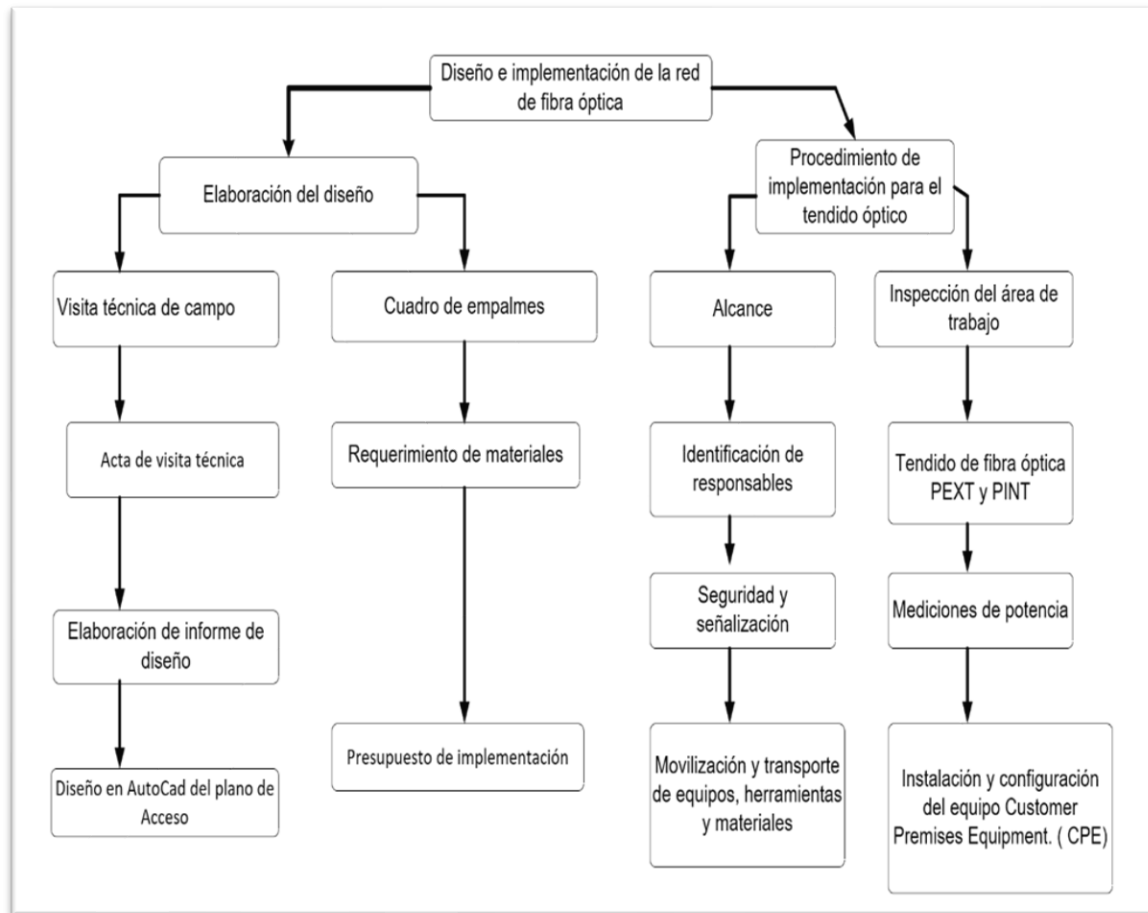 Diseño e implementación de la red
de fibra óptica
Elaboración del diseño
Procedimiento de
implementación para el
tendido óptico
Visita técnica de campo
Cuadro de empalmes
Alcance
Inspección del área de
trabajo
Acta de visita técnica
Requerimiento de materiales
Identificación de
responsables
Tendido de fibra óptica
PEXT y PINT
Seguridad y
señalización
Mediciones de potencia
Elaboración de informe de
diseño
Presupuesto de implementación
Movilización y transporte
de equipos, herramientas
y materiales
Instalación y configuración
del equipo Customer
Premises Equipment. ( CPE)
Diseño en AutoCad del plano de
Acceso